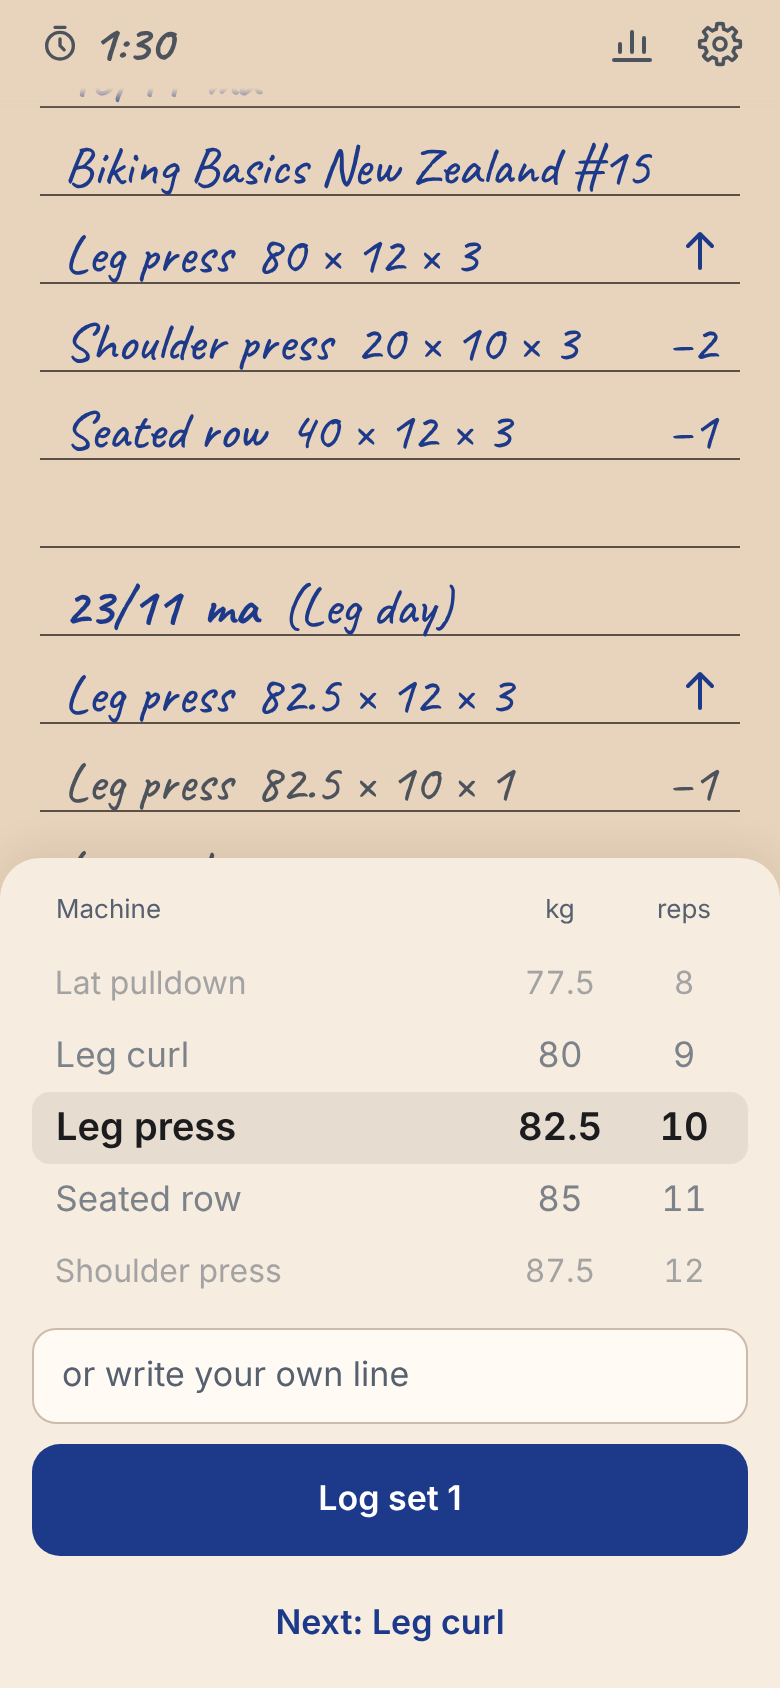 1:30
Biking Basics New Zealand #15
Leg press 80 × 12 × 3 ↑
Shoulder press 20 × 10 × 3 –2
Seated row 40 × 12 × 3 –1
23/11 ma (Leg day)
Leg press 82.5 × 12 × 3 ↑
Leg press 82.5 × 10 × 1 –1
Machine kg reps
Lat pulldown 77.5 8
Leg curl 80 9
Leg press 82.5 10
Seated row 85 11
Shoulder press 87.5 12
or write your own line
Log set 1
Next: Leg curl